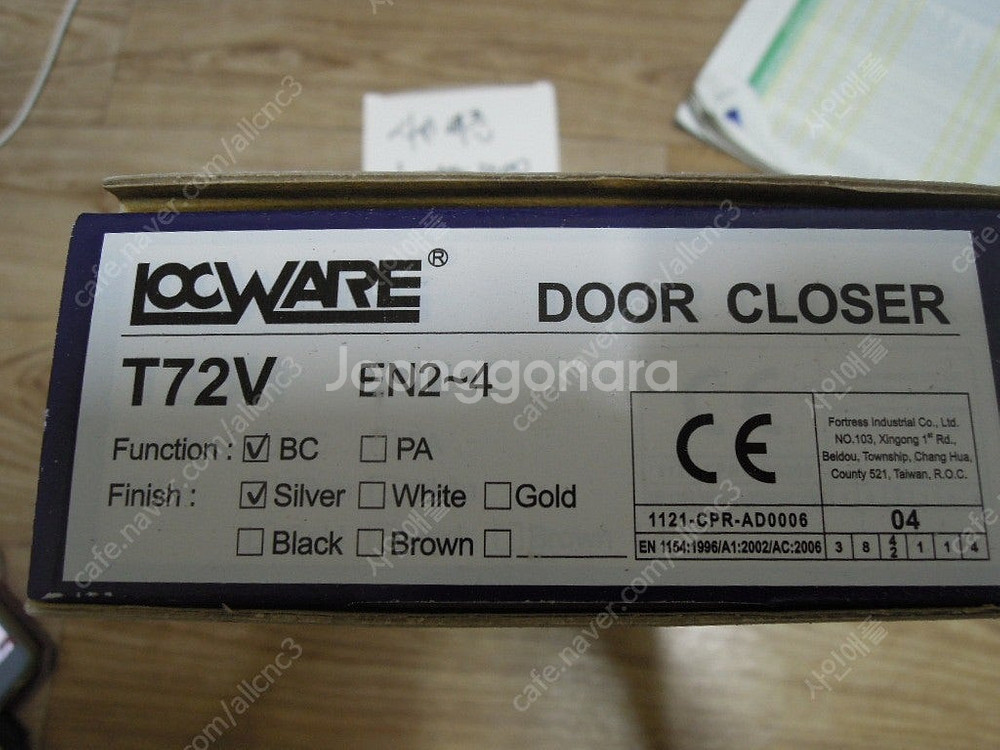 LOCWARE®
DOOR CLOSER
T72V EN2~4
Function : ☑ BC ☐ PA
Finish : ☑ Silver ☐ White ☐ Gold
☐ Black ☐ Brown ☐
CE
Fortress Industrial Co., Ltd.
NO.103, Xingong 1st Rd.,
Beidou, Township, Chang Hua,
County 521, Taiwan, R.O.C.
1121-CPR-AD0006
04
EN 1154:1996/A1:2002/AC:2006
3 8 4/2 1 1 4
Joonggonara
cafe.naver.com/allcnc3